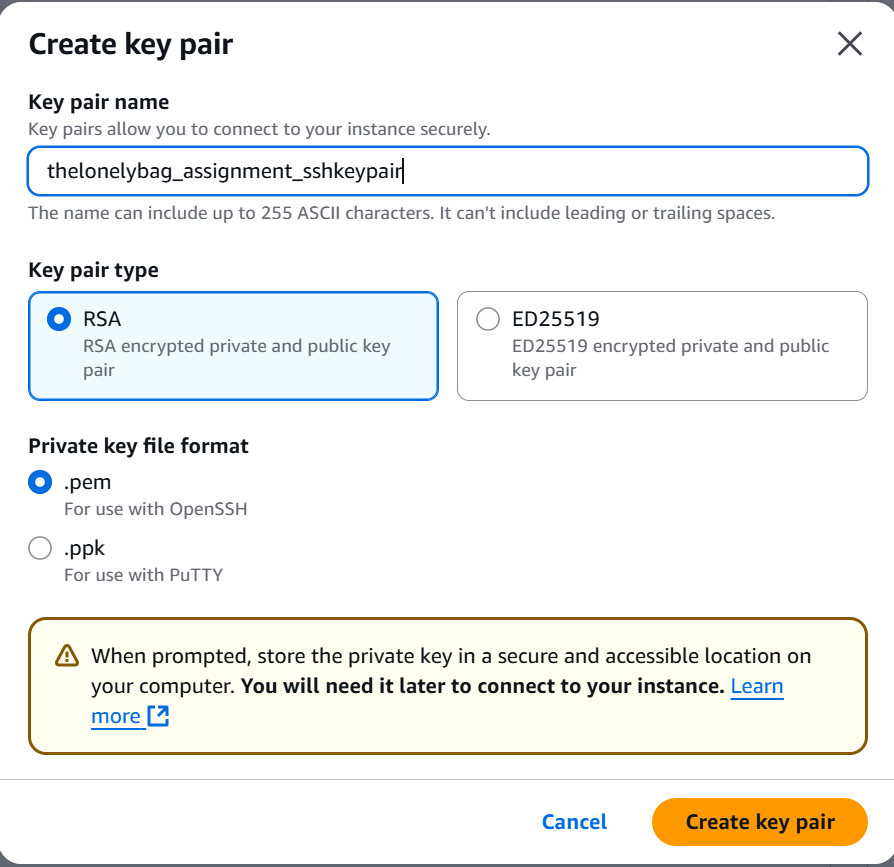 Create key pair
Key pair name
Key pairs allow you to connect to your instance securely.
thelonelybag_assignment_sshkeypair
The name can include up to 255 ASCII characters. It can't include leading or trailing spaces.
Key pair type
RSA
RSA encrypted private and public key
pair
ED25519
ED25519 encrypted private and public
key pair
Private key file format
.pem
For use with OpenSSH
.ppk
For use with PuTTY
When prompted, store the private key in a secure and accessible location on
your computer. You will need it later to connect to your instance. Learn
more
Cancel
Create key pair